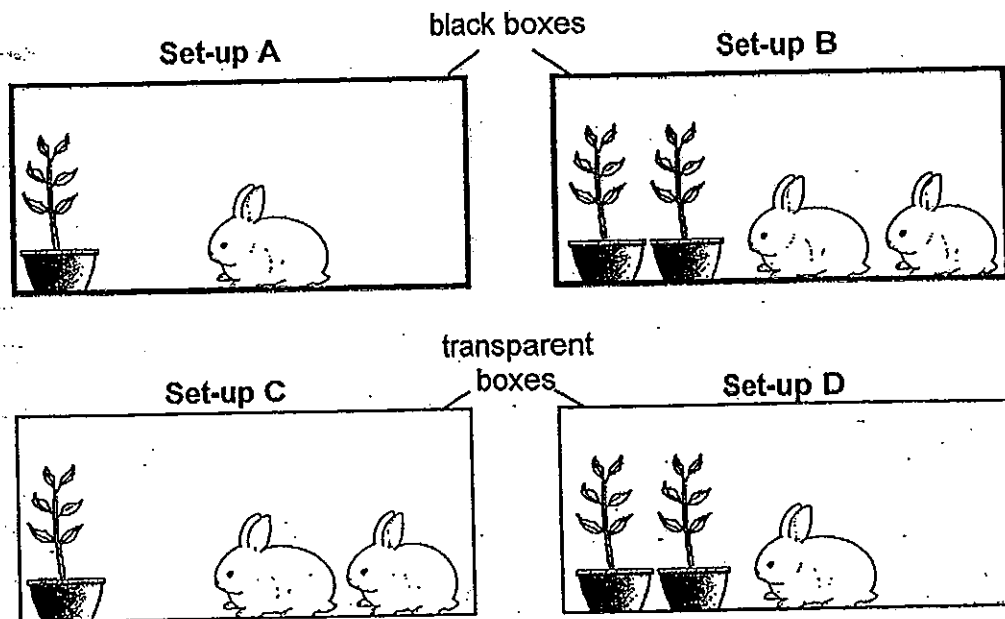 black boxes
Set-up A
Set-up B
transparent
boxes
Set-up C
Set-up D